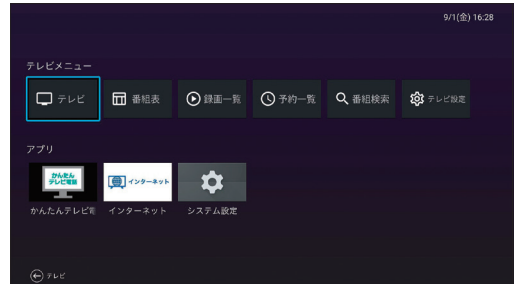 9/1(金) 16:28
テレビメニュー
テレビ
番組表
録画一覧
予約一覧
番組検索
テレビ設定
アプリ
かんたん
テレビ電話
インターネット
かんたんテレビ電
インターネット
システム設定
テレビ